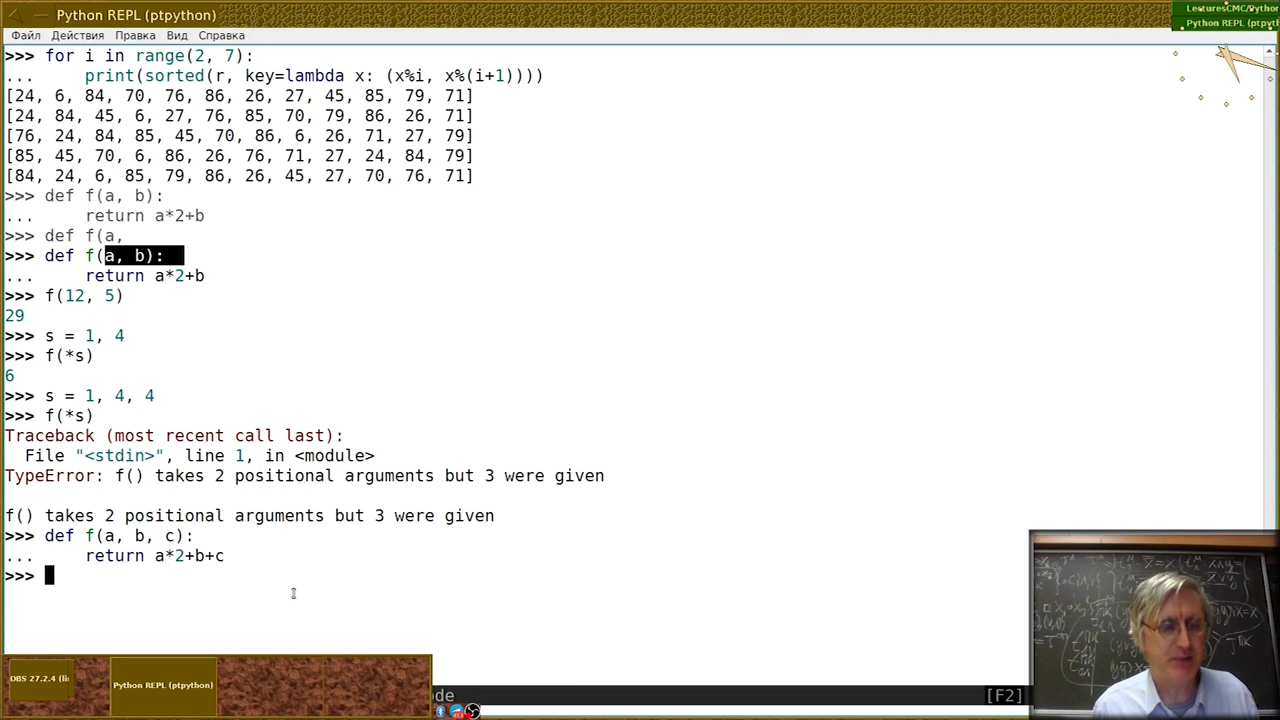 Python REPL (ptpython)
LecturesCMC/Python
Python REPL (ptpyth
Файл Действия Правка Вид Справка
>>> for i in range(2, 7):
... print(sorted(r, key=lambda x: (x%i, x%(i+1))))
[24, 6, 84, 70, 76, 86, 26, 27, 45, 85, 79, 71]
[24, 84, 45, 6, 27, 76, 85, 70, 79, 86, 26, 71]
[76, 24, 84, 85, 45, 70, 86, 6, 26, 71, 27, 79]
[85, 45, 70, 6, 86, 26, 76, 71, 27, 24, 84, 79]
[84, 24, 6, 85, 79, 86, 26, 45, 27, 70, 76, 71]
>>> def f(a, b):
... return a*2+b
>>> def f(a,
>>> def f(a, b):
... return a*2+b
>>> f(12, 5)
29
>>> s = 1, 4
>>> f(*s)
6
>>> s = 1, 4, 4
>>> f(*s)
Traceback (most recent call last):
File "<stdin>", line 1, in <module>
TypeError: f() takes 2 positional arguments but 3 were given
f() takes 2 positional arguments but 3 were given
>>> def f(a, b, c):
... return a*2+b+c
>>>
OBS 27.2.4 (li
Python REPL (ptpython)
de
[F2]